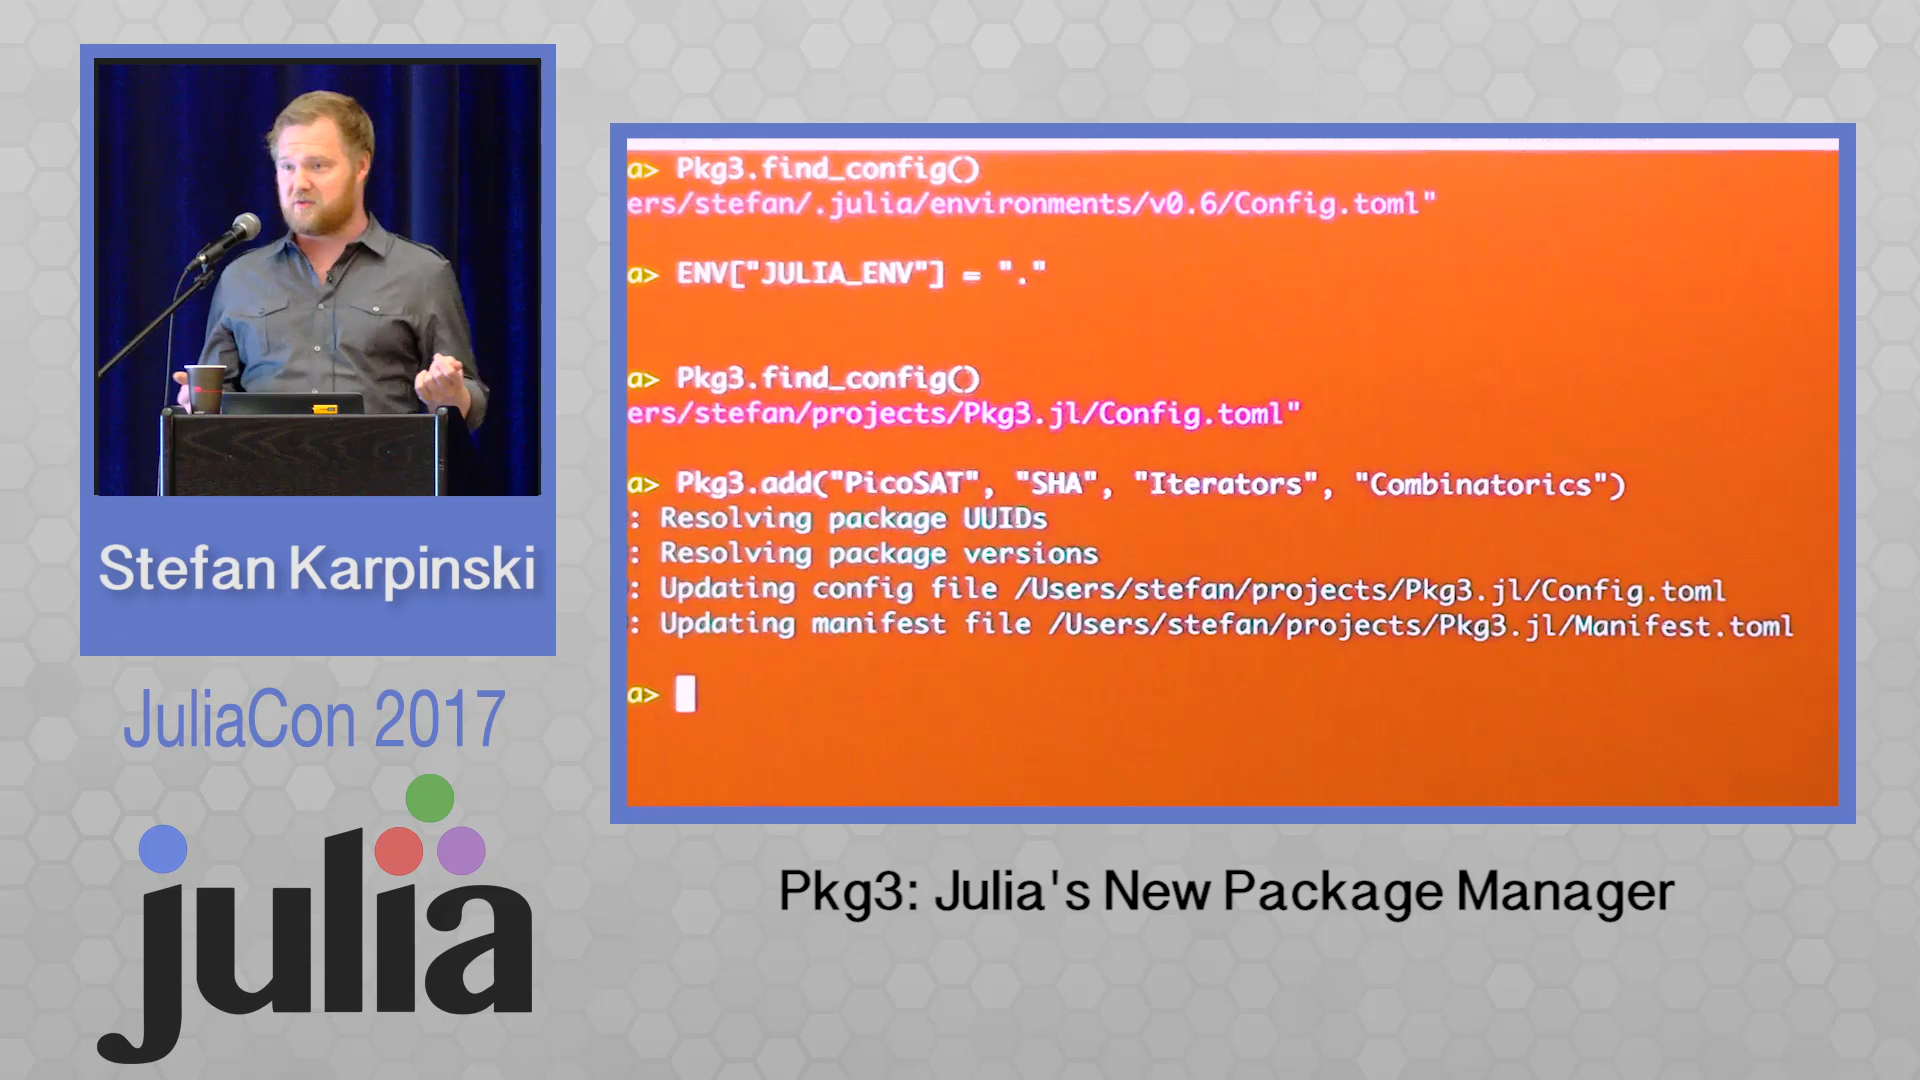 Stefan Karpinski
JuliaCon 2017
julia
a> Pkg3.find_config()
ers/stefan/.julia/environments/v0.6/Config.toml"
a> ENV["JULIA_ENV"] = "."
a> Pkg3.find_config()
ers/stefan/projects/Pkg3.jl/Config.toml"
a> Pkg3.add("PicoSAT", "SHA", "Iterators", "Combinatorics")
: Resolving package UUIDs
: Resolving package versions
: Updating config file /Users/stefan/projects/Pkg3.jl/Config.toml
: Updating manifest file /Users/stefan/projects/Pkg3.jl/Manifest.toml
a>
Pkg3: Julia's New Package Manager